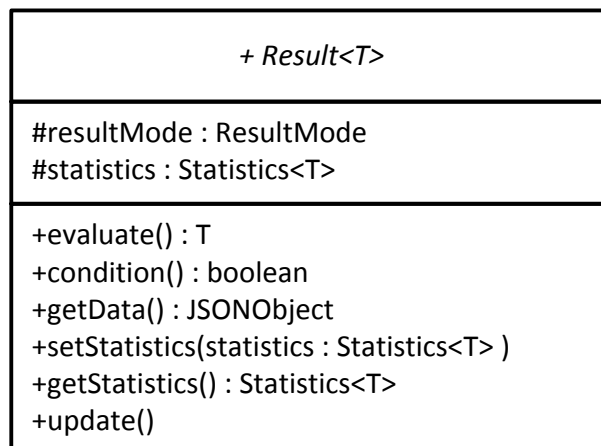 + Result<T>
#resultMode : ResultMode
#statistics : Statistics<T>
+evaluate() : T
+condition() : boolean
+getData() : JSONObject
+setStatistics(statistics : Statistics<T> )
+getStatistics() : Statistics<T>
+update()